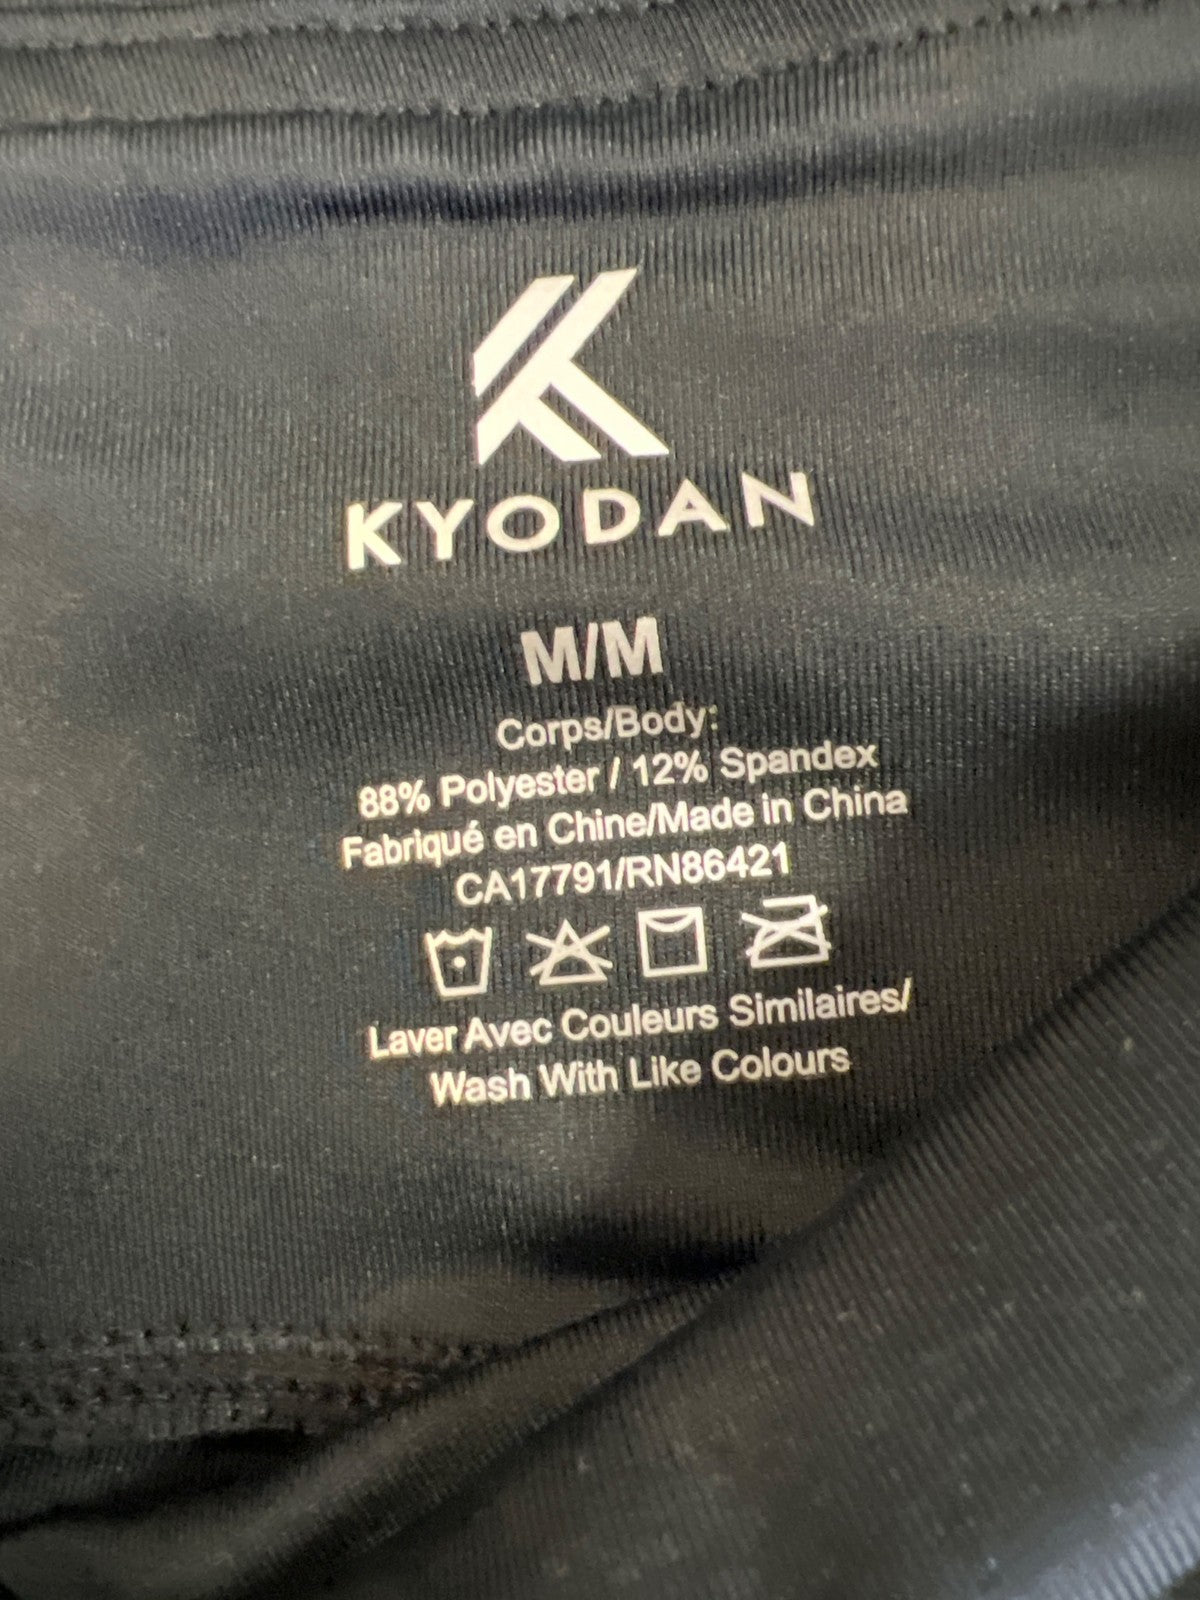 KYODAN
M/M
Corps/Body:
88% Polyester / 12% Spandex
Fabriqué en Chine/Made in China
CA17791/RN86421
Laver Avec Couleurs Similaires/
Wash With Like Colours